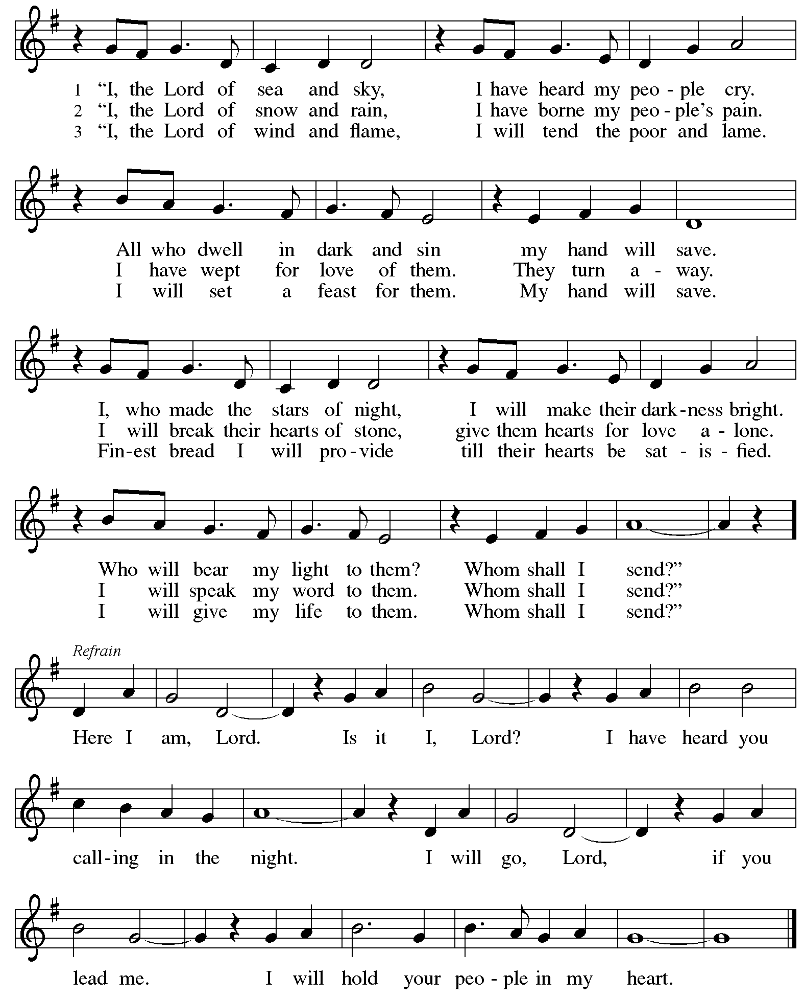 1 “I, the Lord of sea and sky, I have heard my peo - ple cry.
2 “I, the Lord of snow and rain, I have borne my peo - ple’s pain.
3 “I, the Lord of wind and flame, I will tend the poor and lame.
All who dwell in dark and sin my hand will save.
I have wept for love of them. They turn a - way.
I will set a feast for them. My hand will save.
I, who made the stars of night, I will make their dark - ness bright.
I will break their hearts of stone, give them hearts for love a - lone.
Fin - est bread I will pro - vide till their hearts be sat - is - fied.
Who will bear my light to them? Whom shall I send?”
I will speak my word to them. Whom shall I send?”
I will give my life to them. Whom shall I send?”
Refrain
Here I am, Lord. Is it I, Lord? I have heard you
call - ing in the night. I will go, Lord, if you
lead me. I will hold your peo - ple in my heart.